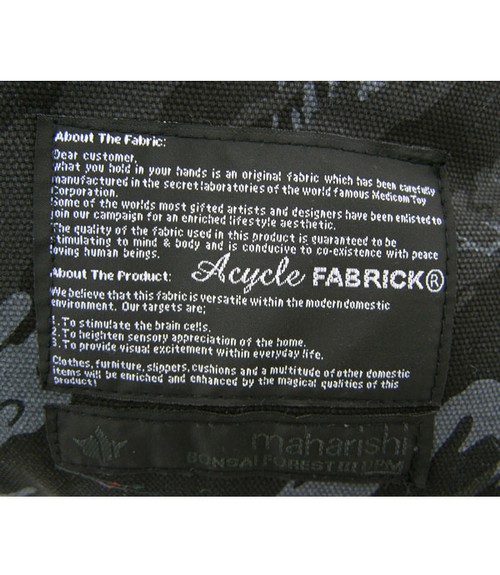 About The Fabric:
Dear customer,
What you hold in your hands is an original fabric which has been carefully
manufactured in the secret laboratories of the world famous Medicom Toy
Corporation.
Some of the worlds most gifted artists and designers have been enlisted to
join our campaign for an enriched lifestyle aesthetic.
The quality of the fabric used in this product is guaranteed to be
stimulating to mind & body and is conducive to co-existence with peace
loving human beings.
About The Product:
Acycle FABRICK®
We believe that this fabric is versatile within the modern domestic
environment. Our targets are;
1. To stimulate the brain cells.
2. To heighten sensory appreciation of the home.
3. To provide visual excitement within everyday life.
Clothes, furniture, slippers, cushions and a multitude of other domestic
items will be enriched and enhanced by the magical qualities of this
product!
maharishi
BONSAI FOREST III DPM